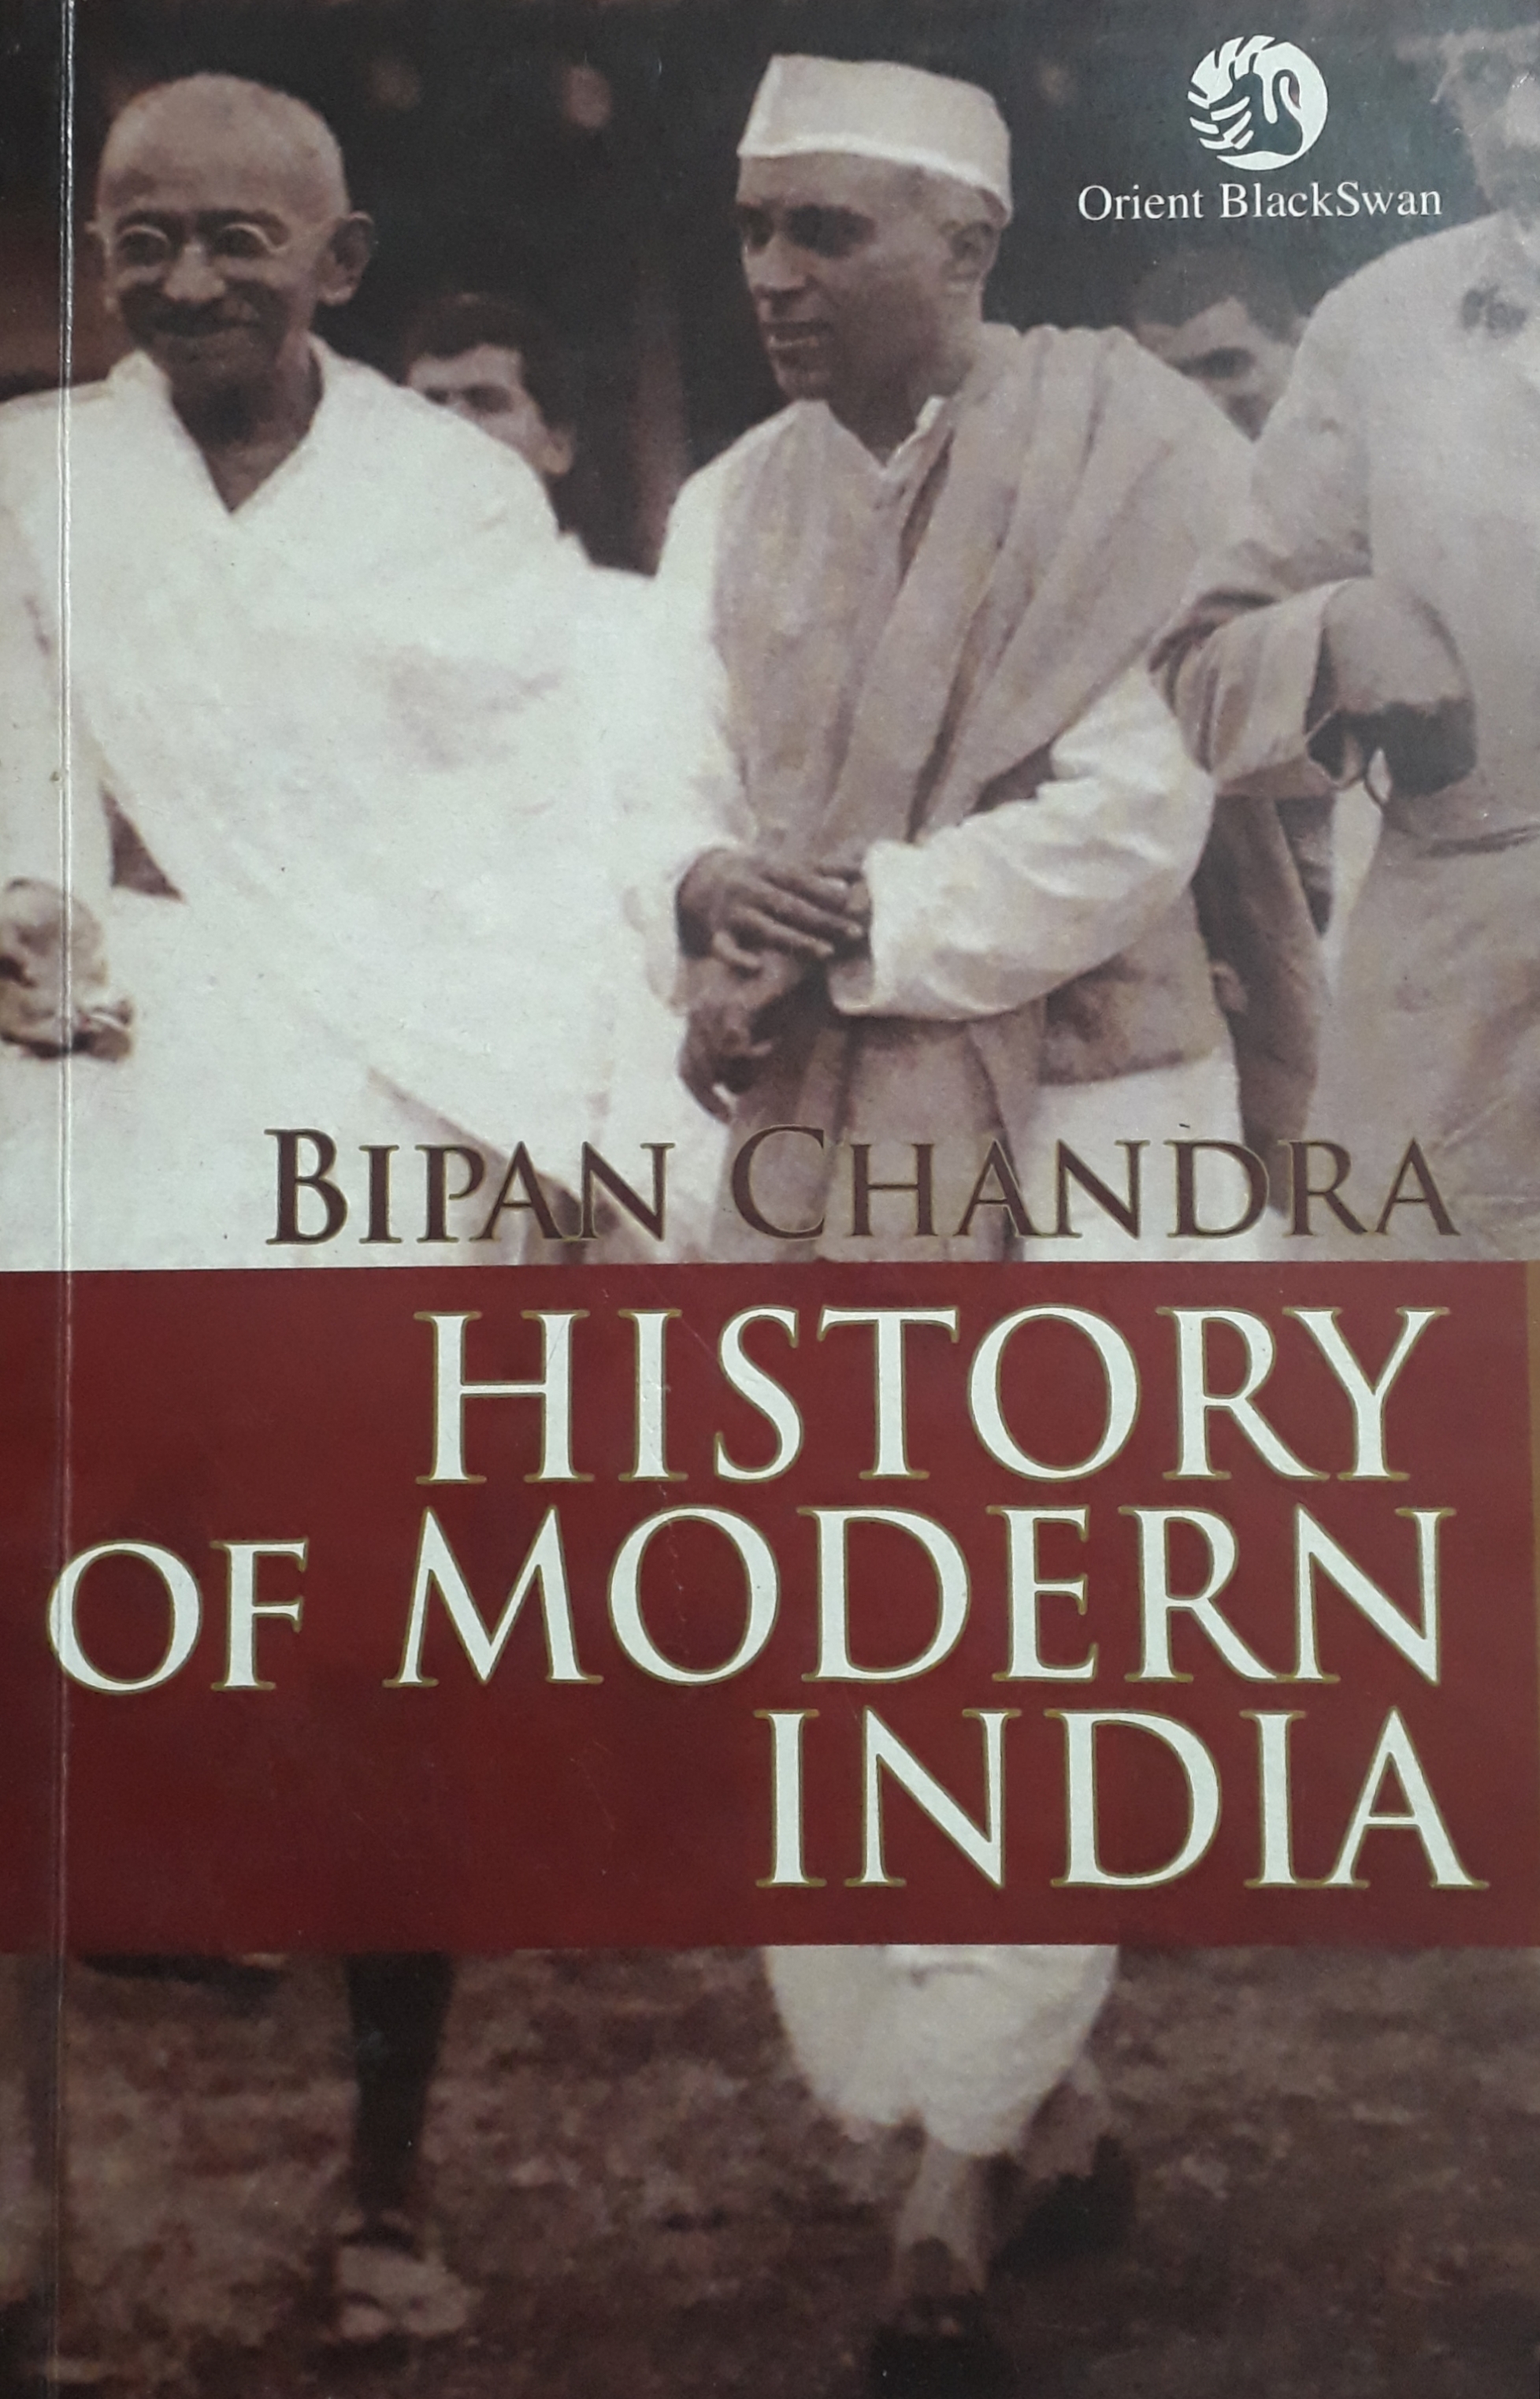 Orient BlackSwan
BIPAN CHANDRA
HISTORY
OF MODERN
INDIA